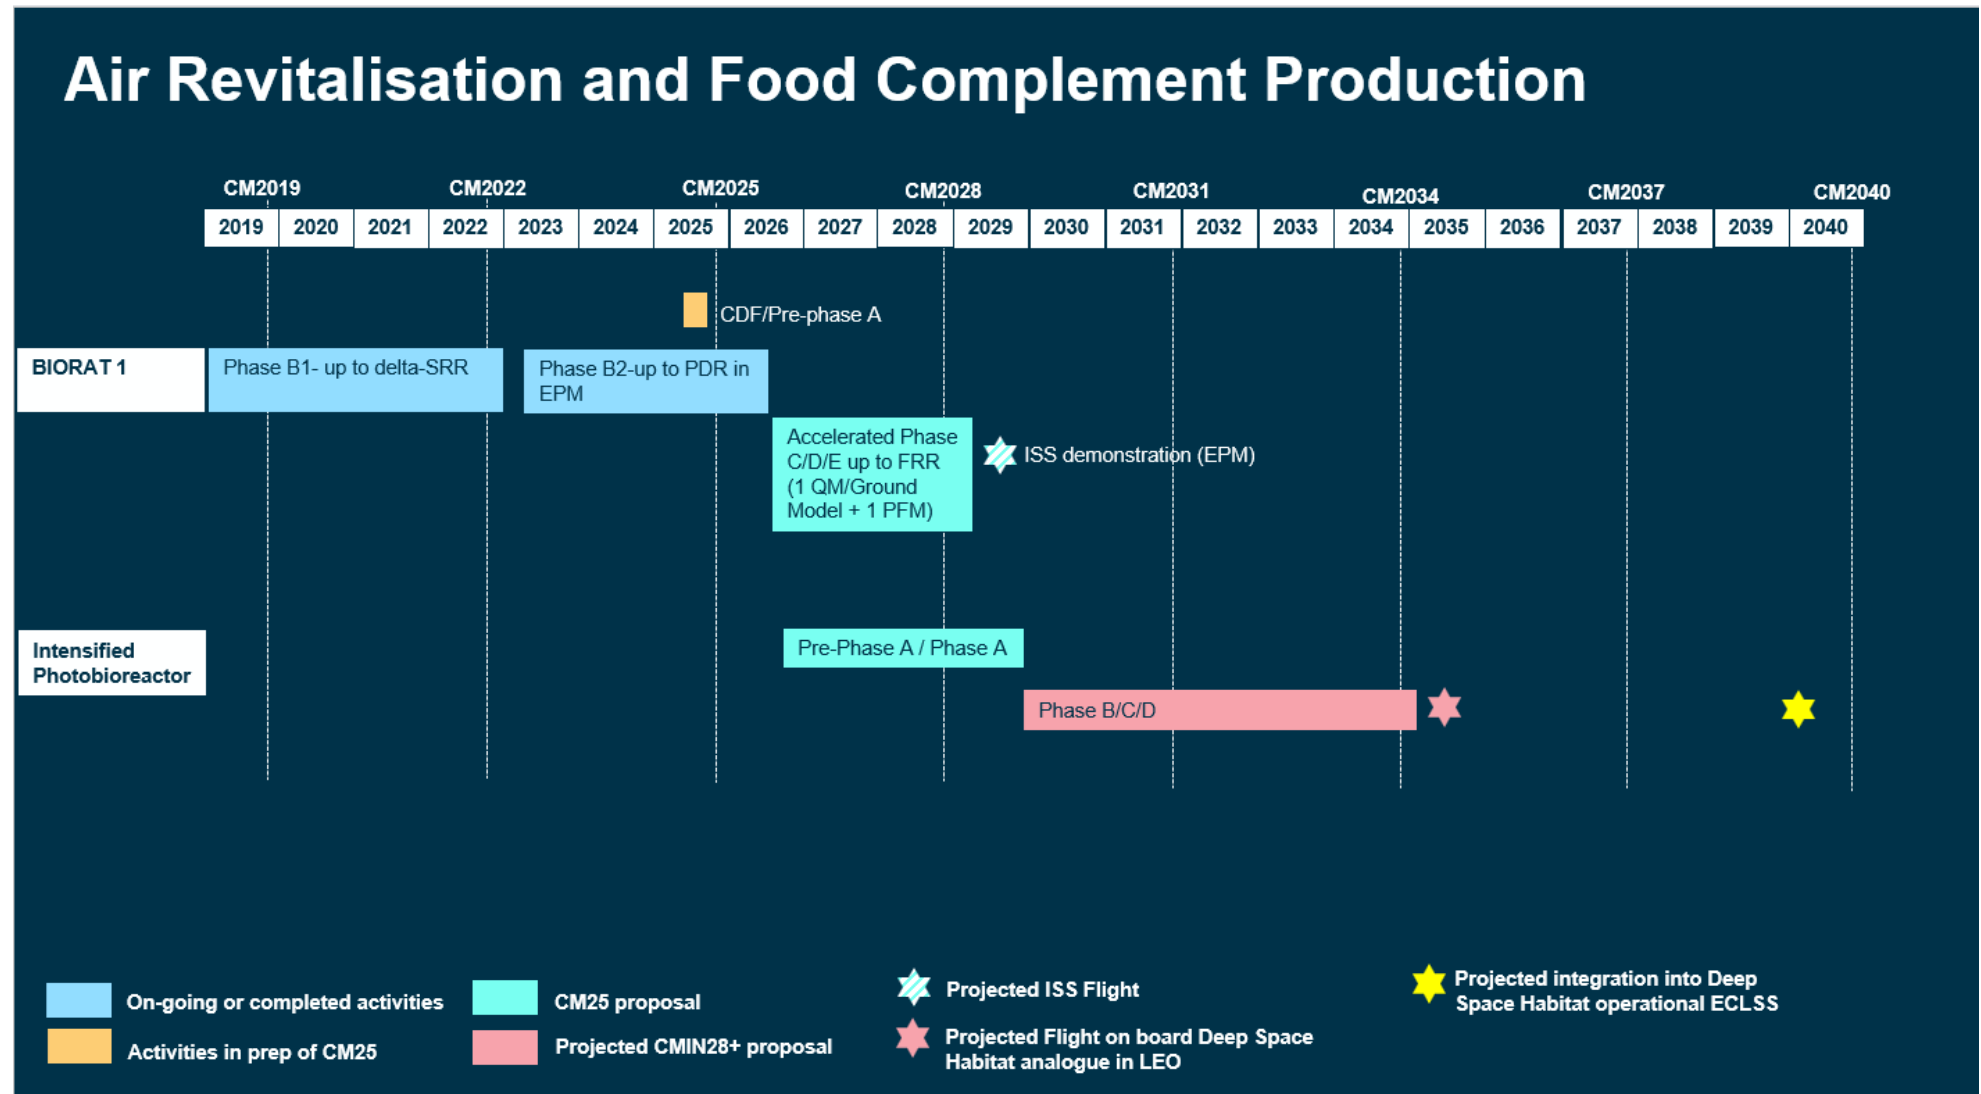 Air Revitalisation and Food Complement Production
CM2019 CM2022 CM2025 CM2028 CM2031 CM2034 CM2037 CM2040
2019 2020 2021 2022 2023 2024 2025 2026 2027 2028 2029 2030 2031 2032 2033 2034 2035 2036 2037 2038 2039 2040
CDF/Pre-phase A
BIORAT 1
Phase B1- up to delta-SRR
Phase B2-up to PDR in
EPM
Accelerated Phase
C/D/E up to FRR
(1 QM/Ground
Model + 1 PFM)
ISS demonstration (EPM)
Intensified
Photobioreactor
Pre-Phase A / Phase A
Phase B/C/D
On-going or completed activities
Activities in prep of CM25
CM25 proposal
Projected CMIN28+ proposal
Projected ISS Flight
Projected Flight on board Deep Space
Habitat analogue in LEO
Projected integration into Deep
Space Habitat operational ECLSS